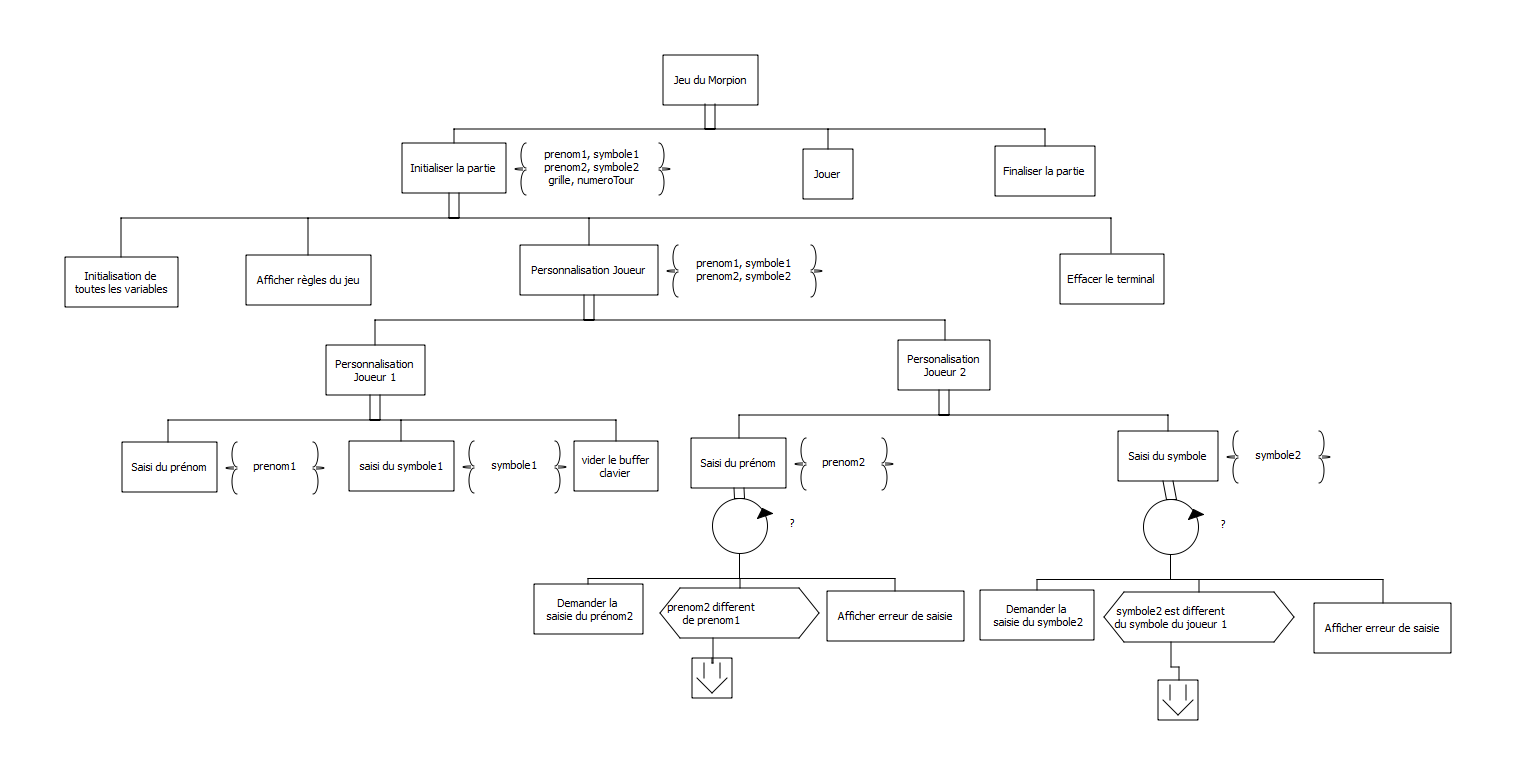 Jeu du Morpion
Initialiser la partie
prenom1, symbole1
prenom2, symbole2
grille, numeroTour
Jouer
Finaliser la partie
Initialisation de
toutes les variables
Afficher règles du jeu
Personnalisation Joueur
prenom1, symbole1
prenom2, symbole2
Effacer le terminal
Personnalisation
Joueur 1
Personalisation
Joueur 2
Saisi du prénom
prenom1
saisi du symbole1
symbole1
vider le buffer
clavier
Saisi du prénom
prenom2
Saisi du symbole
symbole2
?
?
Demander la
saisie du prénom2
prenom2 different
de prenom1
Afficher erreur de saisie
Demander la
saisie du symbole2
symbole2 est different
du symbole du joueur 1
Afficher erreur de saisie